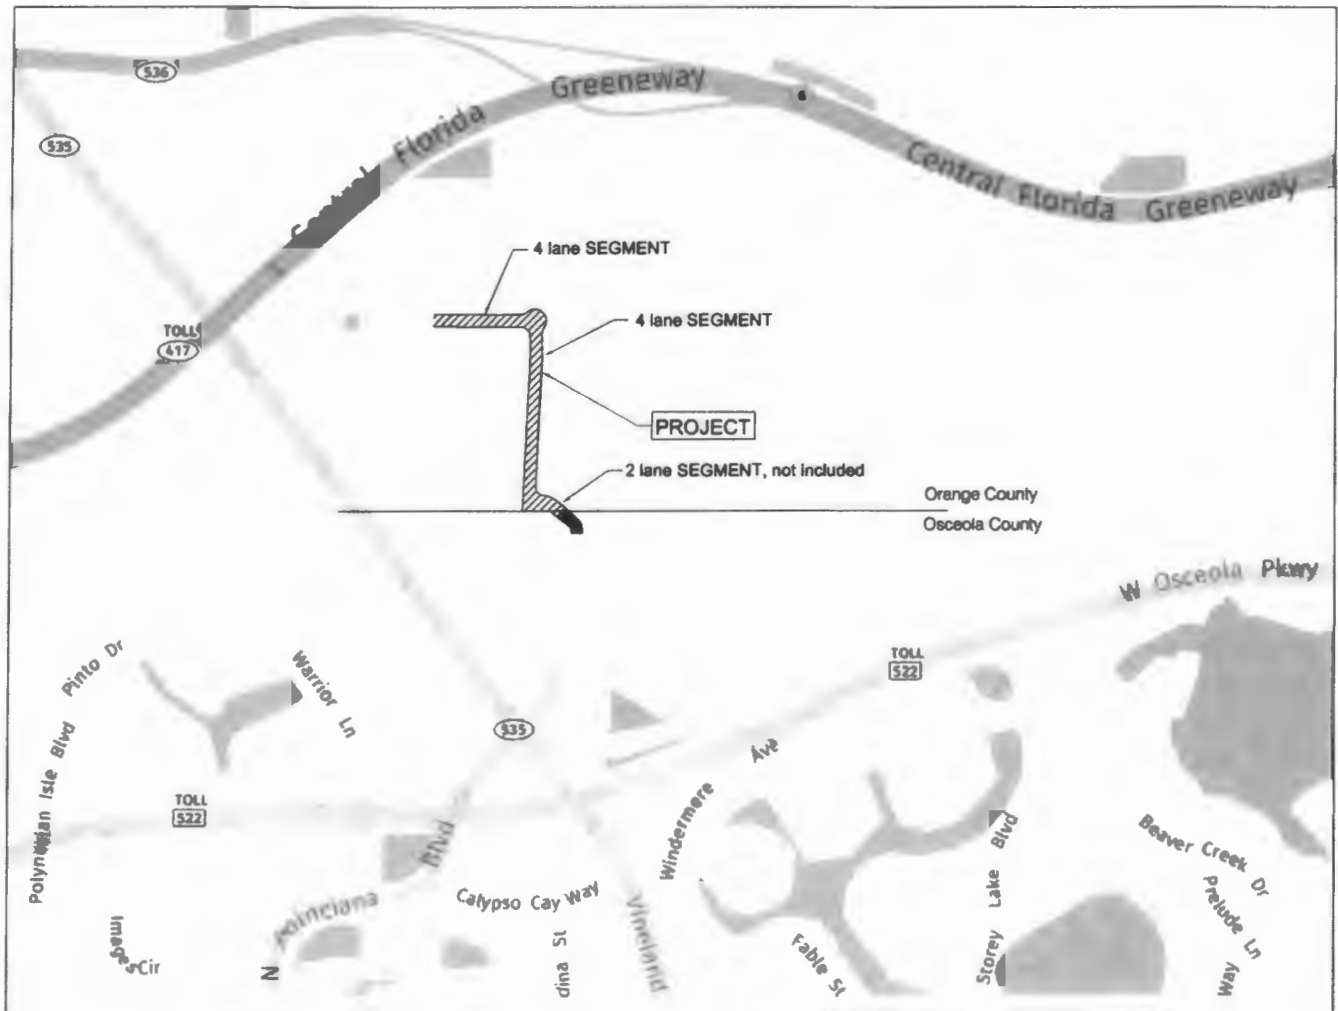 536
Greeneway
535
Florida
Central Florida Greeneway
4 lane SEGMENT
4 lane SEGMENT
TOLL
417
PROJECT
2 lane SEGMENT, not included
Orange County
Osceola County
W Osceola Pkwy
TOLL
522
Pinto Dr
Warrior Ln
Isle Blvd
535
Ave
TOLL
522
Windermere
Blvd
Storey Lake Blvd
Beaver Creek Dr
Prelude Ln
Calypso Cay Way
Vineland
N
dina St
Cir
Fable St
Way